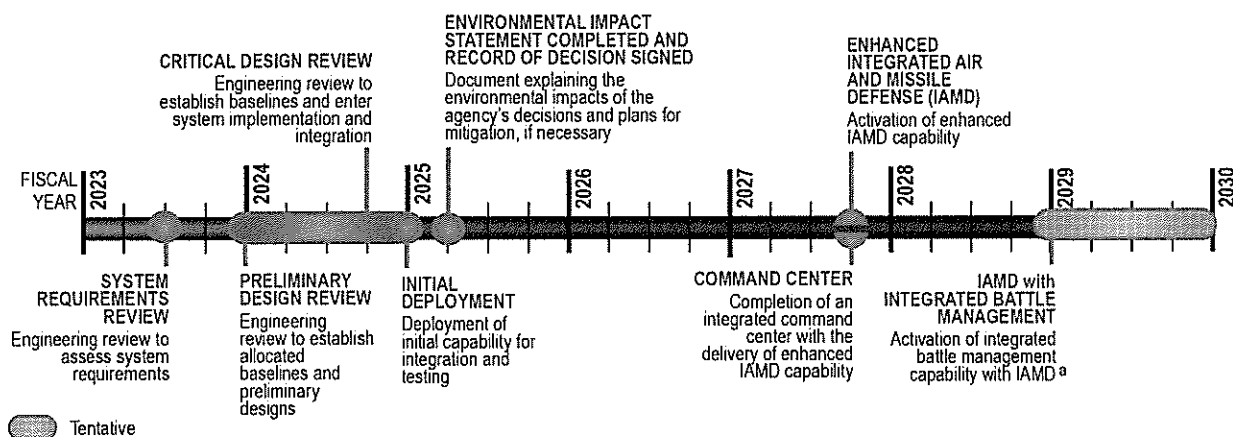 CRITICAL DESIGN REVIEW
Engineering review to
establish baselines and enter
system implementation and
integration
ENVIRONMENTAL IMPACT
STATEMENT COMPLETED AND
RECORD OF DECISION SIGNED
Document explaining the
environmental impacts of the
agency's decisions and plans for
mitigation, if necessary
ENHANCED
INTEGRATED AIR
AND MISSILE
DEFENSE (IAMD)
Activation of enhanced
IAMD capability
FISCAL
YEAR
2023
2024
2025
2026
2027
2028
2029
2030
SYSTEM
REQUIREMENTS
REVIEW
Engineering review to
assess system
requirements
PRELIMINARY
DESIGN REVIEW
Engineering
review to establish
allocated
baselines and
preliminary
designs
INITIAL
DEPLOYMENT
Deployment of
initial capability for
integration and
testing
COMMAND CENTER
Completion of an
integrated command
center with the
delivery of enhanced
IAMD capability
IAMD with
INTEGRATED BATTLE
MANAGEMENT
Activation of integrated
battle management
capability with IAMD a
Tentative